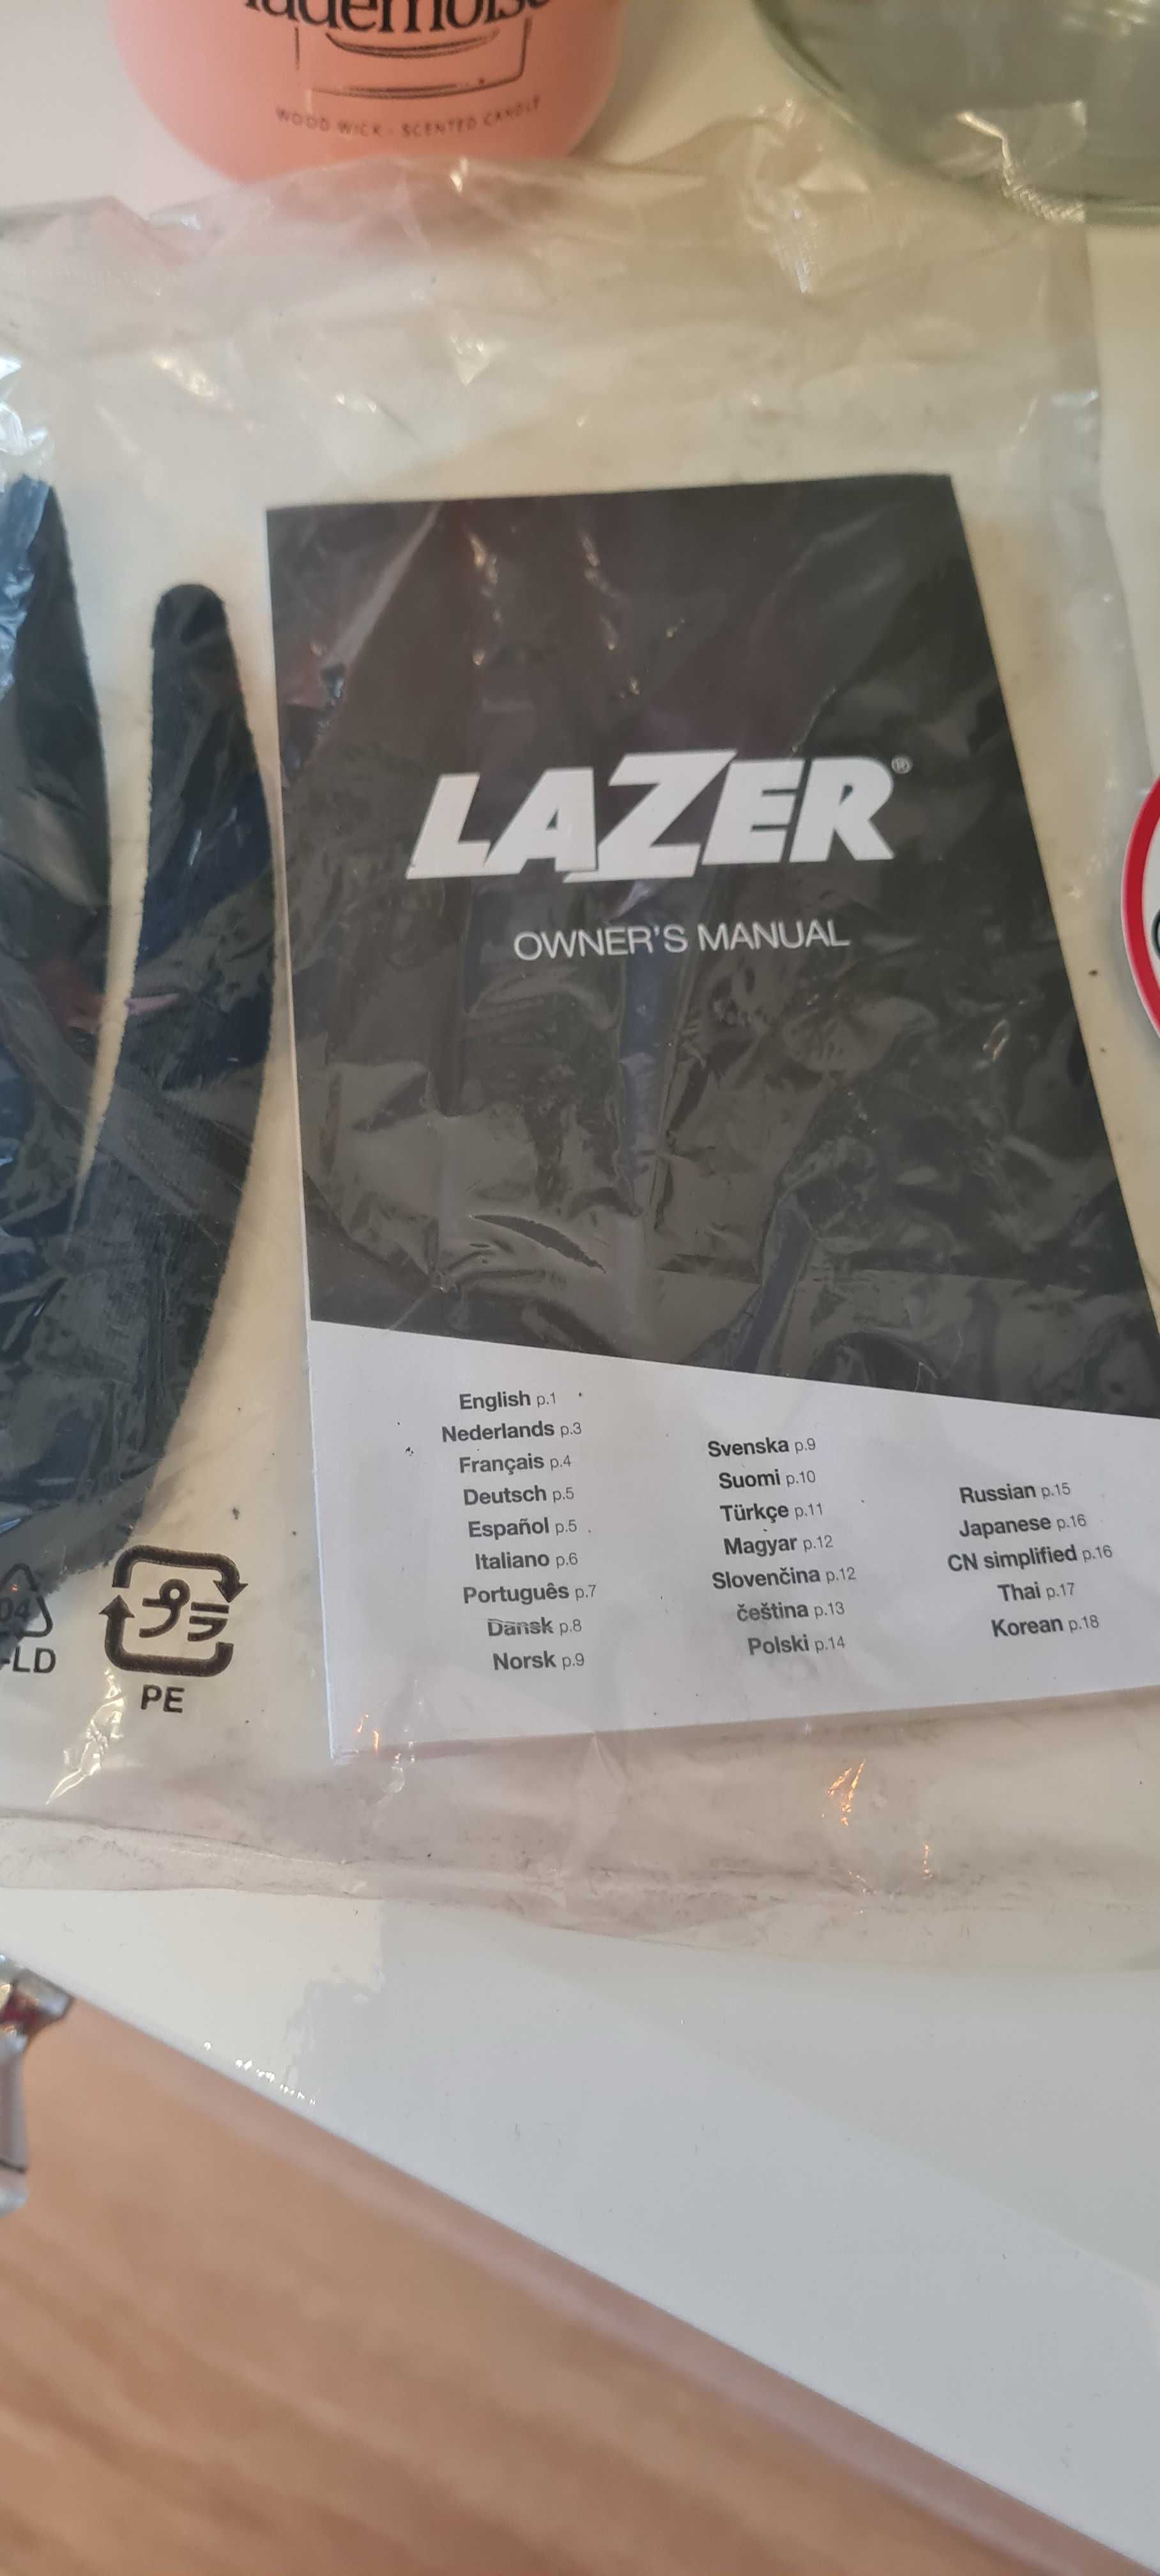 WOOD WICK - SCENTED CANDLE
LAZER®
OWNER'S MANUAL
English p.1
Nederlands p.3
Français p.4
Deutsch p.5
Español p.5
Italiano p.6
Português p.7
Dansk p.8
Norsk p.9
Svenska p.9
Suomi p.10
Türkçe p.11
Magyar p.12
Slovenčina p.12
čeština p.13
Polski p.14
Russian p.15
Japanese p.16
CN simplified p.16
Thai p.17
Korean p.18
04
-LD
プラ
PE